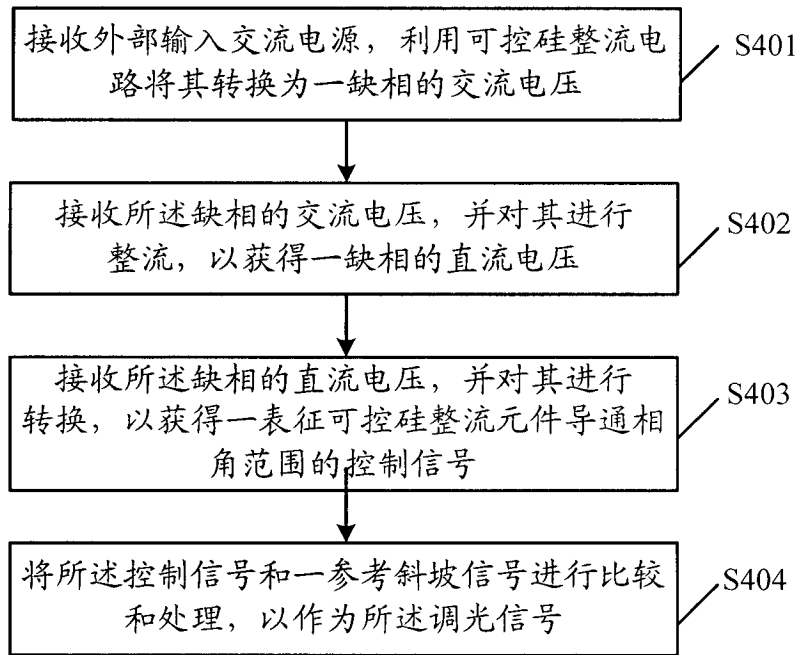 接收外部输入交流电源，利用可控硅整流电
路将其转换为一缺相的交流电压
S401
接收所述缺相的交流电压，并对其进行
整流，以获得一缺相的直流电压
S402
接收所述缺相的直流电压，并对其进行
转换，以获得一表征可控硅整流元件导通相
角范围的控制信号
S403
将所述控制信号和一参考斜坡信号进行比较
和处理，以作为所述调光信号
S404